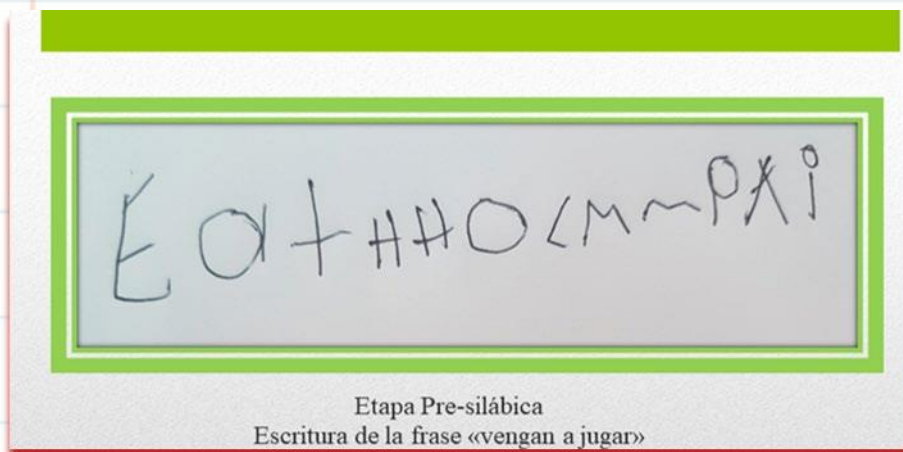 E a t H H O < M ~ P A i
Etapa Pre-silábica
Escritura de la frase «vengan a jugar»